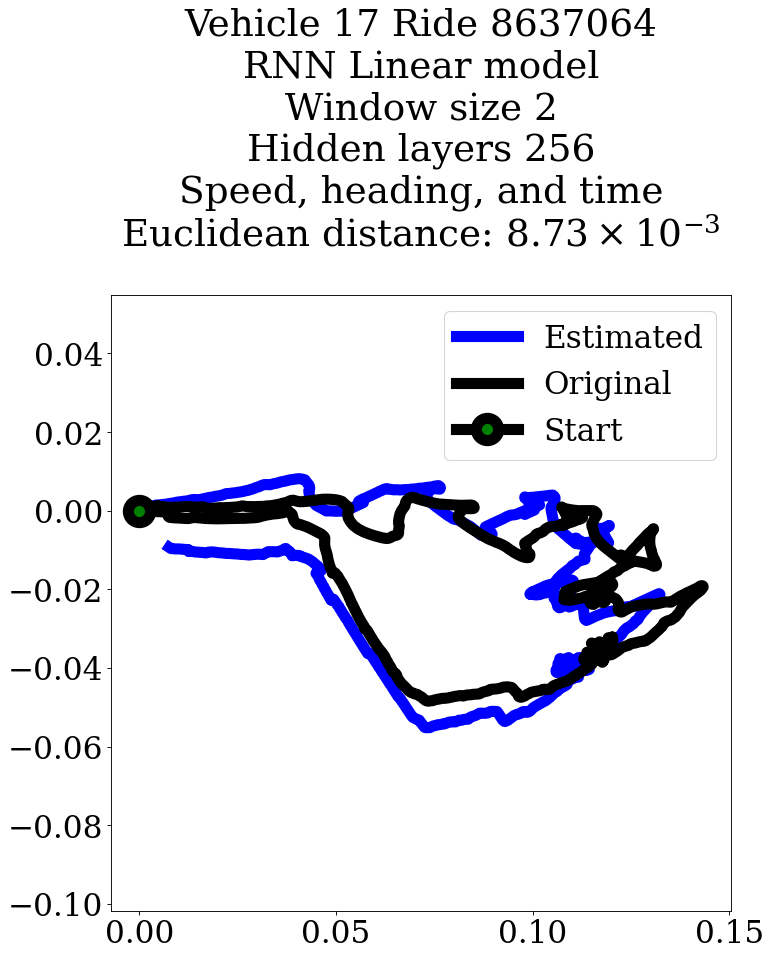 Vehicle 17 Ride 8637064
RNN Linear model
Window size 2
Hidden layers 256
Speed, heading, and time
Euclidean distance: 8.73 × 10⁻³
Estimated
Original
Start
0.04
0.02
0.00
−0.02
−0.04
−0.06
−0.08
−0.10
0.00 0.05 0.10 0.15